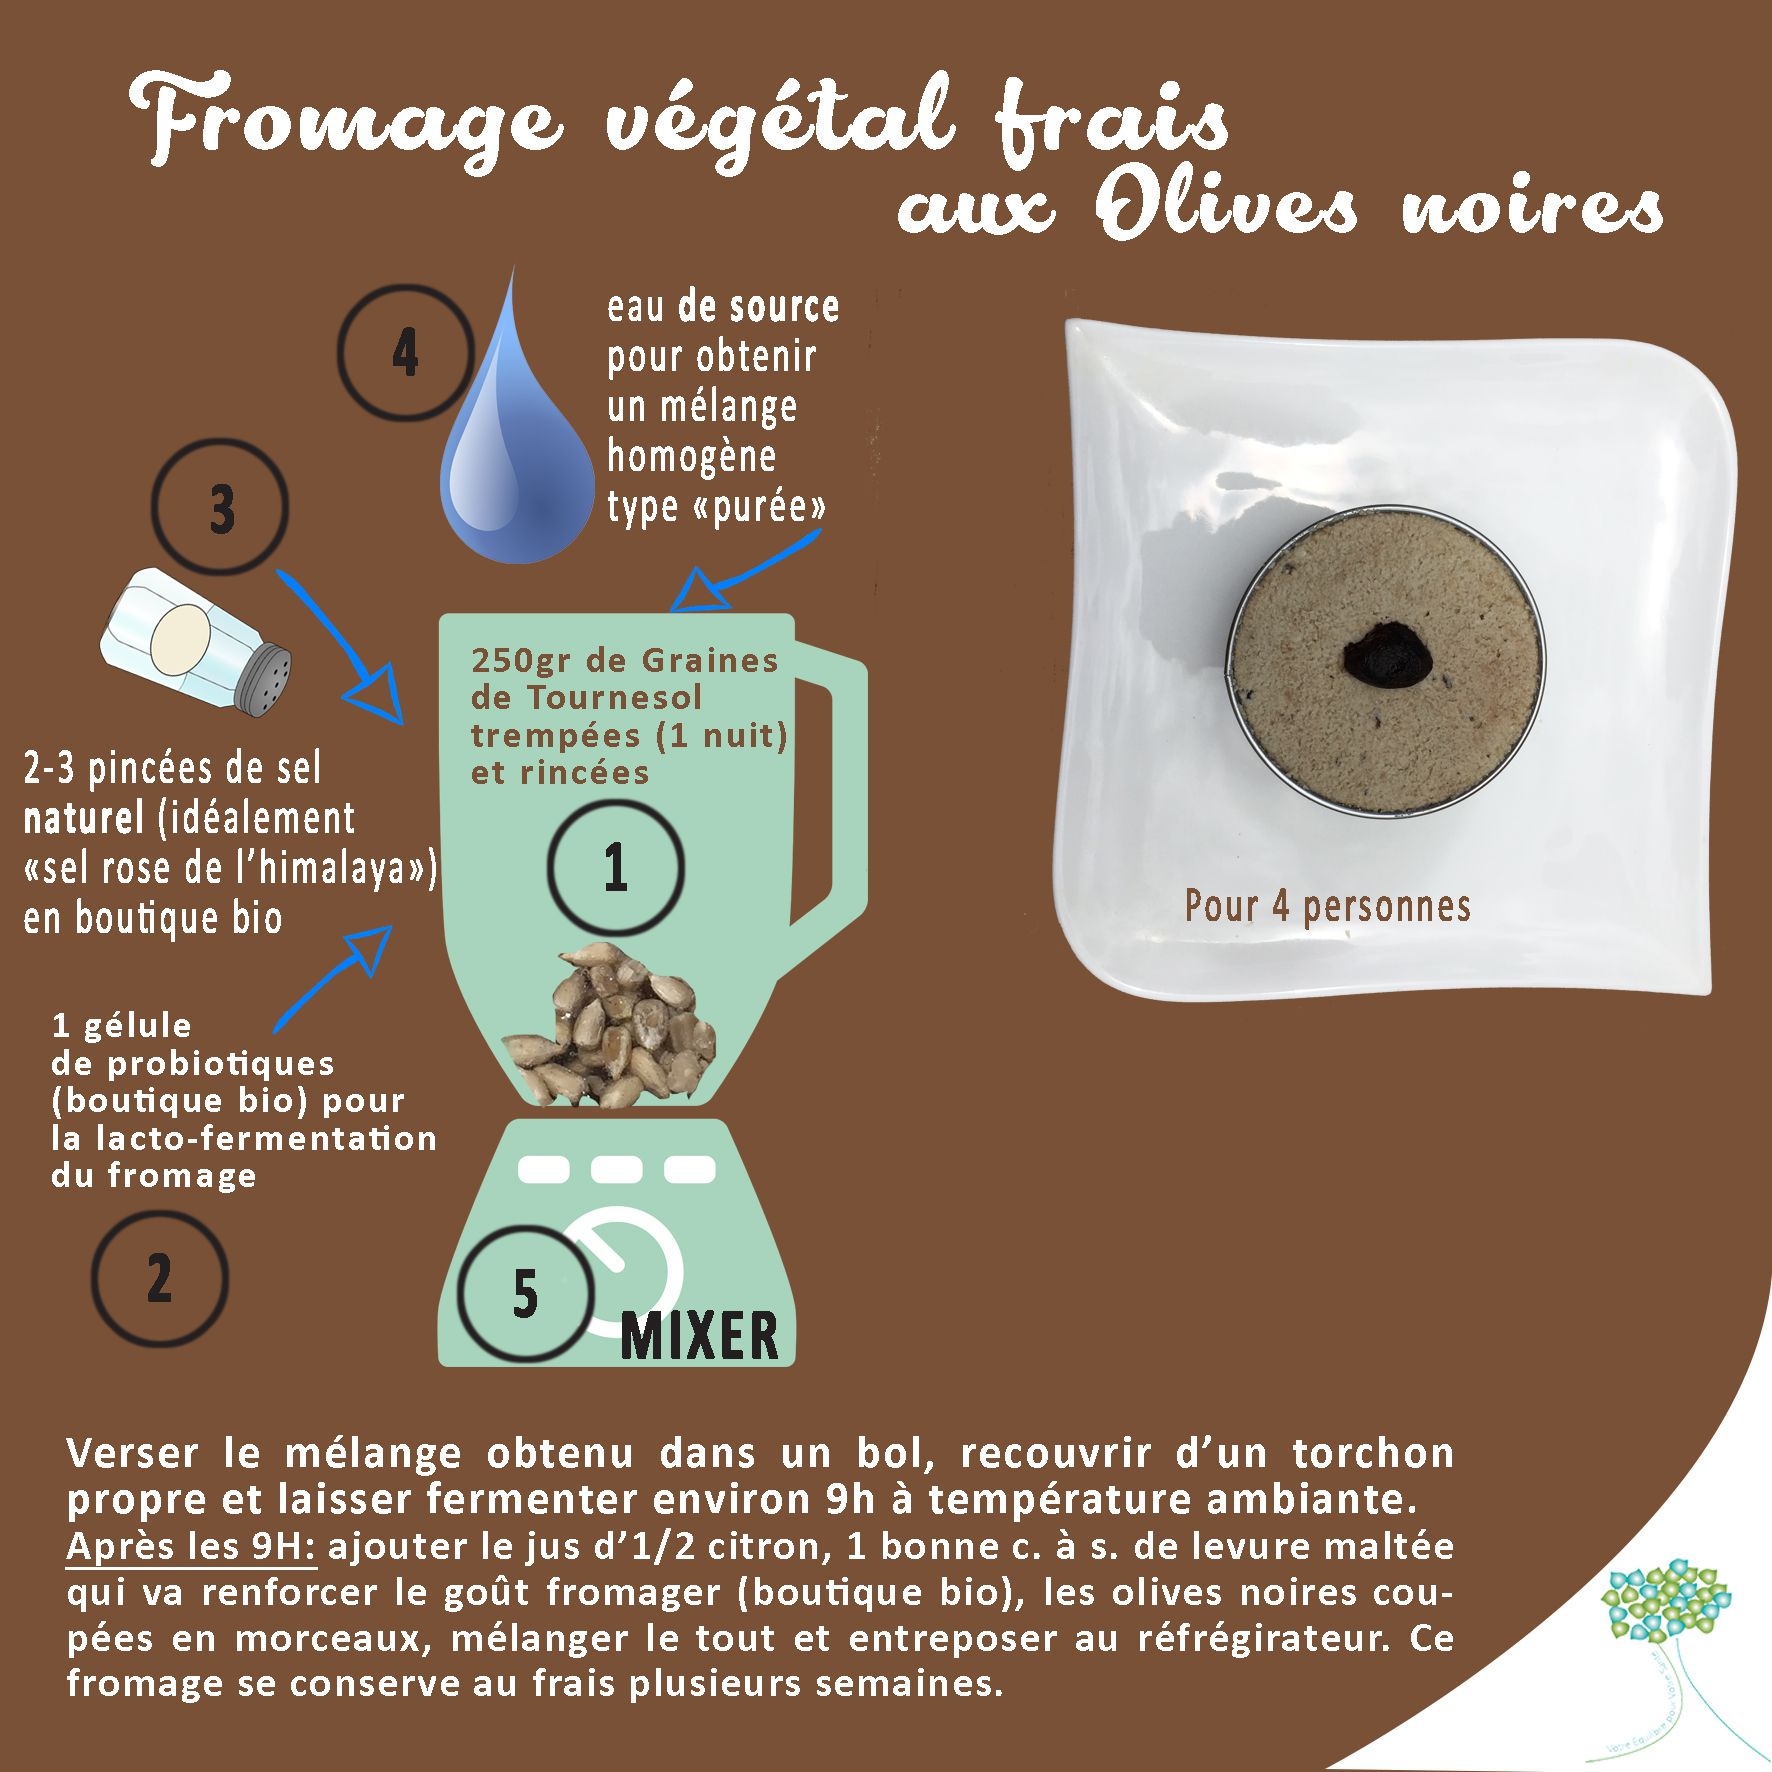 Fromage végétal frais
aux Olives noires
4
eau de source
pour obtenir
un mélange
homogène
type «purée»
3
2-3 pincées de sel
naturel (idéalement
«sel rose de l’himalaya»)
en boutique bio
250gr de Graines
de Tournesol
trempées (1 nuit)
et rincées
1
Pour 4 personnes
1 gélule
de probiotiques
(boutique bio) pour
la lacto-fermentation
du fromage
2
5
MIXER
Verser le mélange obtenu dans un bol, recouvrir d’un torchon
propre et laisser fermenter environ 9h à température ambiante.
Après les 9H: ajouter le jus d’1/2 citron, 1 bonne c. à s. de levure maltée
qui va renforcer le goût fromager (boutique bio), les olives noires cou-
pées en morceaux, mélanger le tout et entreposer au réfrégirateur. Ce
fromage se conserve au frais plusieurs semaines.
Votre Equilibre pour Votre Santé